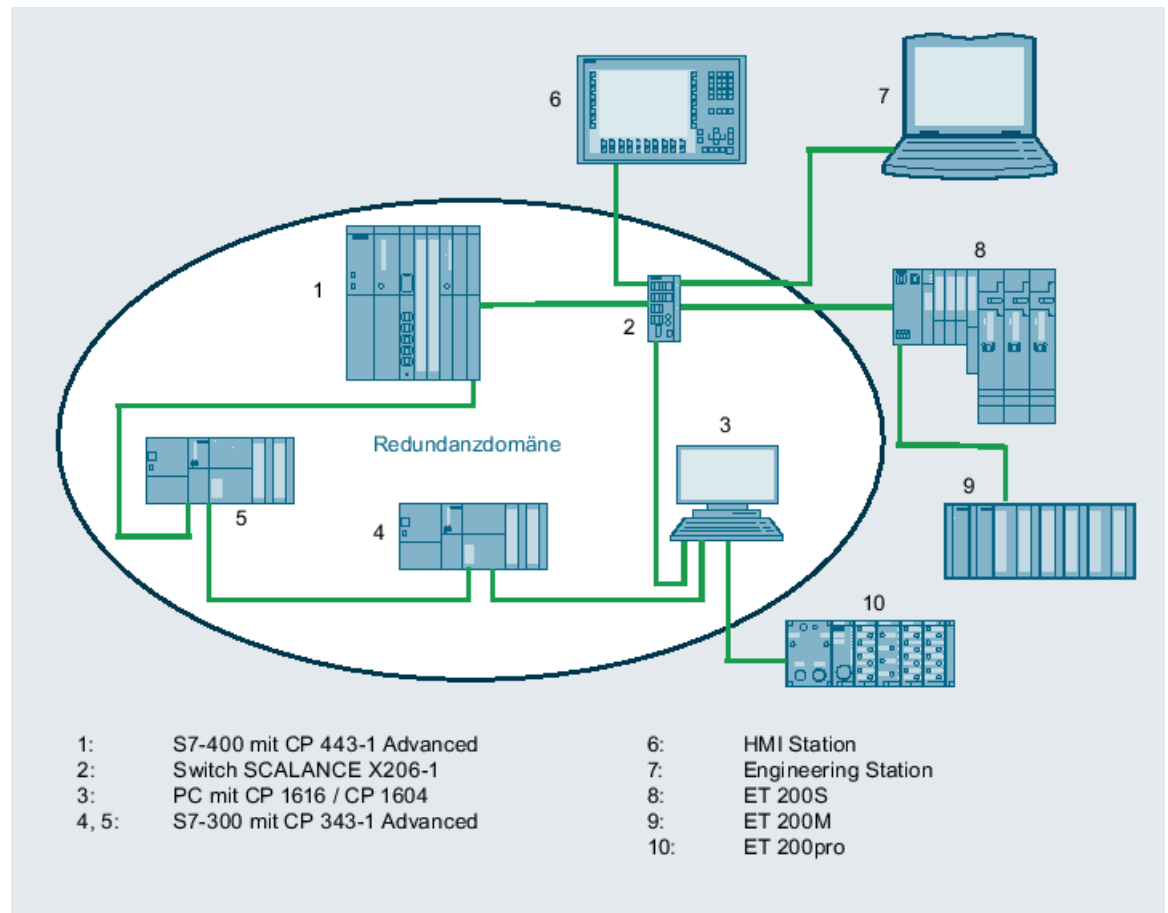 6
7
8
1
2
3
Redundanzdomäne
9
5
4
10
1: S7-400 mit CP 443-1 Advanced
2: Switch SCALANCE X206-1
3: PC mit CP 1616 / CP 1604
4, 5: S7-300 mit CP 343-1 Advanced
6: HMI Station
7: Engineering Station
8: ET 200S
9: ET 200M
10: ET 200pro